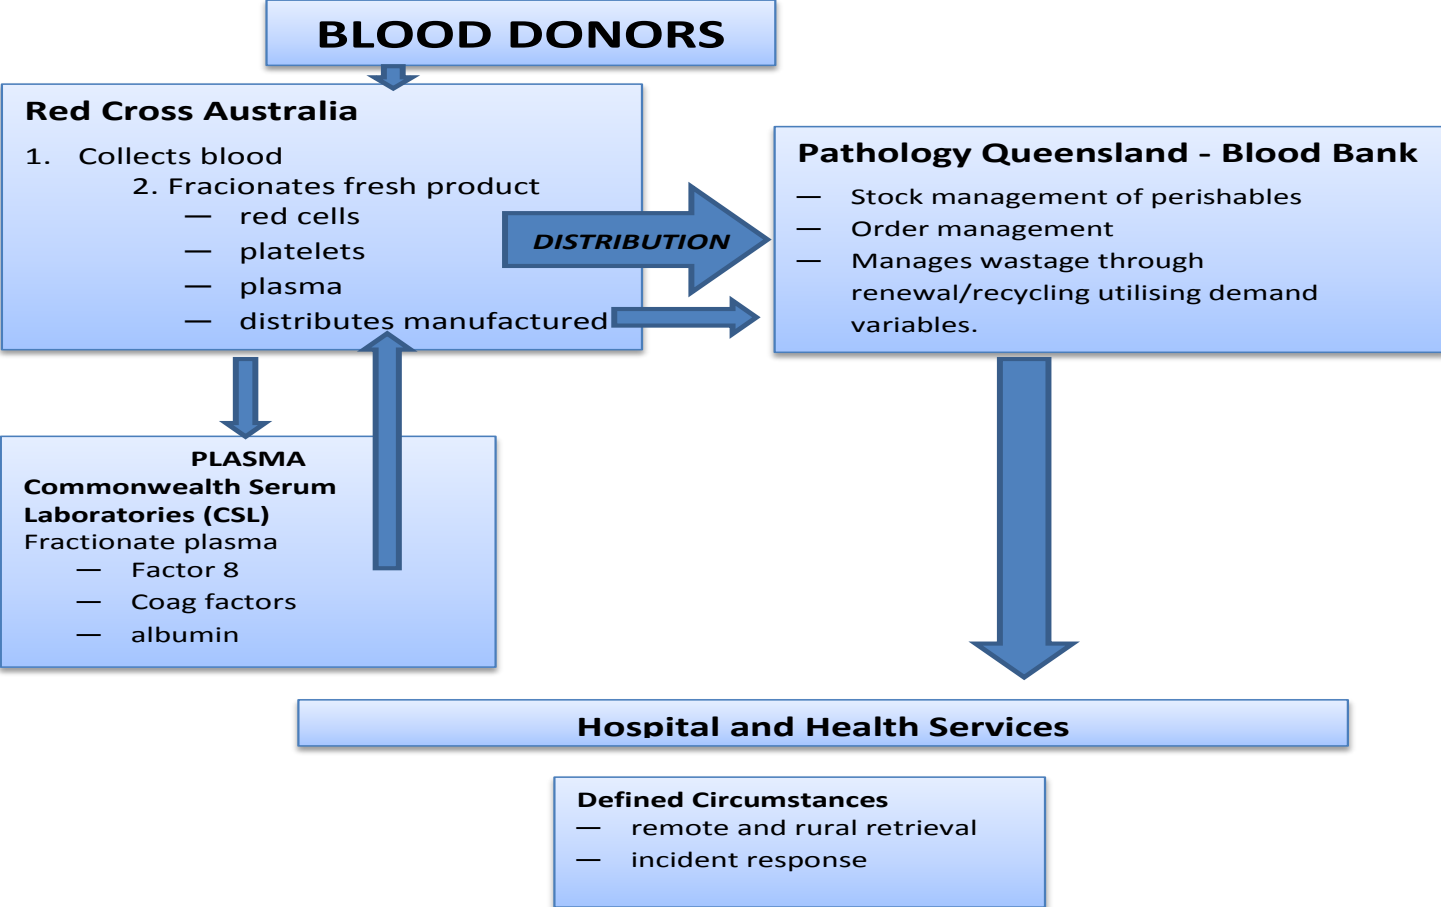 BLOOD DONORS
Red Cross Australia
1. Collects blood
2. Fracionates fresh product
— red cells
— platelets
— plasma
— distributes manufactured
DISTRIBUTION
Pathology Queensland - Blood Bank
— Stock management of perishables
— Order management
— Manages wastage through
renewal/recycling utilising demand
variables.
PLASMA
Commonwealth Serum
Laboratories (CSL)
Fractionate plasma
— Factor 8
— Coag factors
— albumin
Hospital and Health Services
Defined Circumstances
— remote and rural retrieval
— incident response